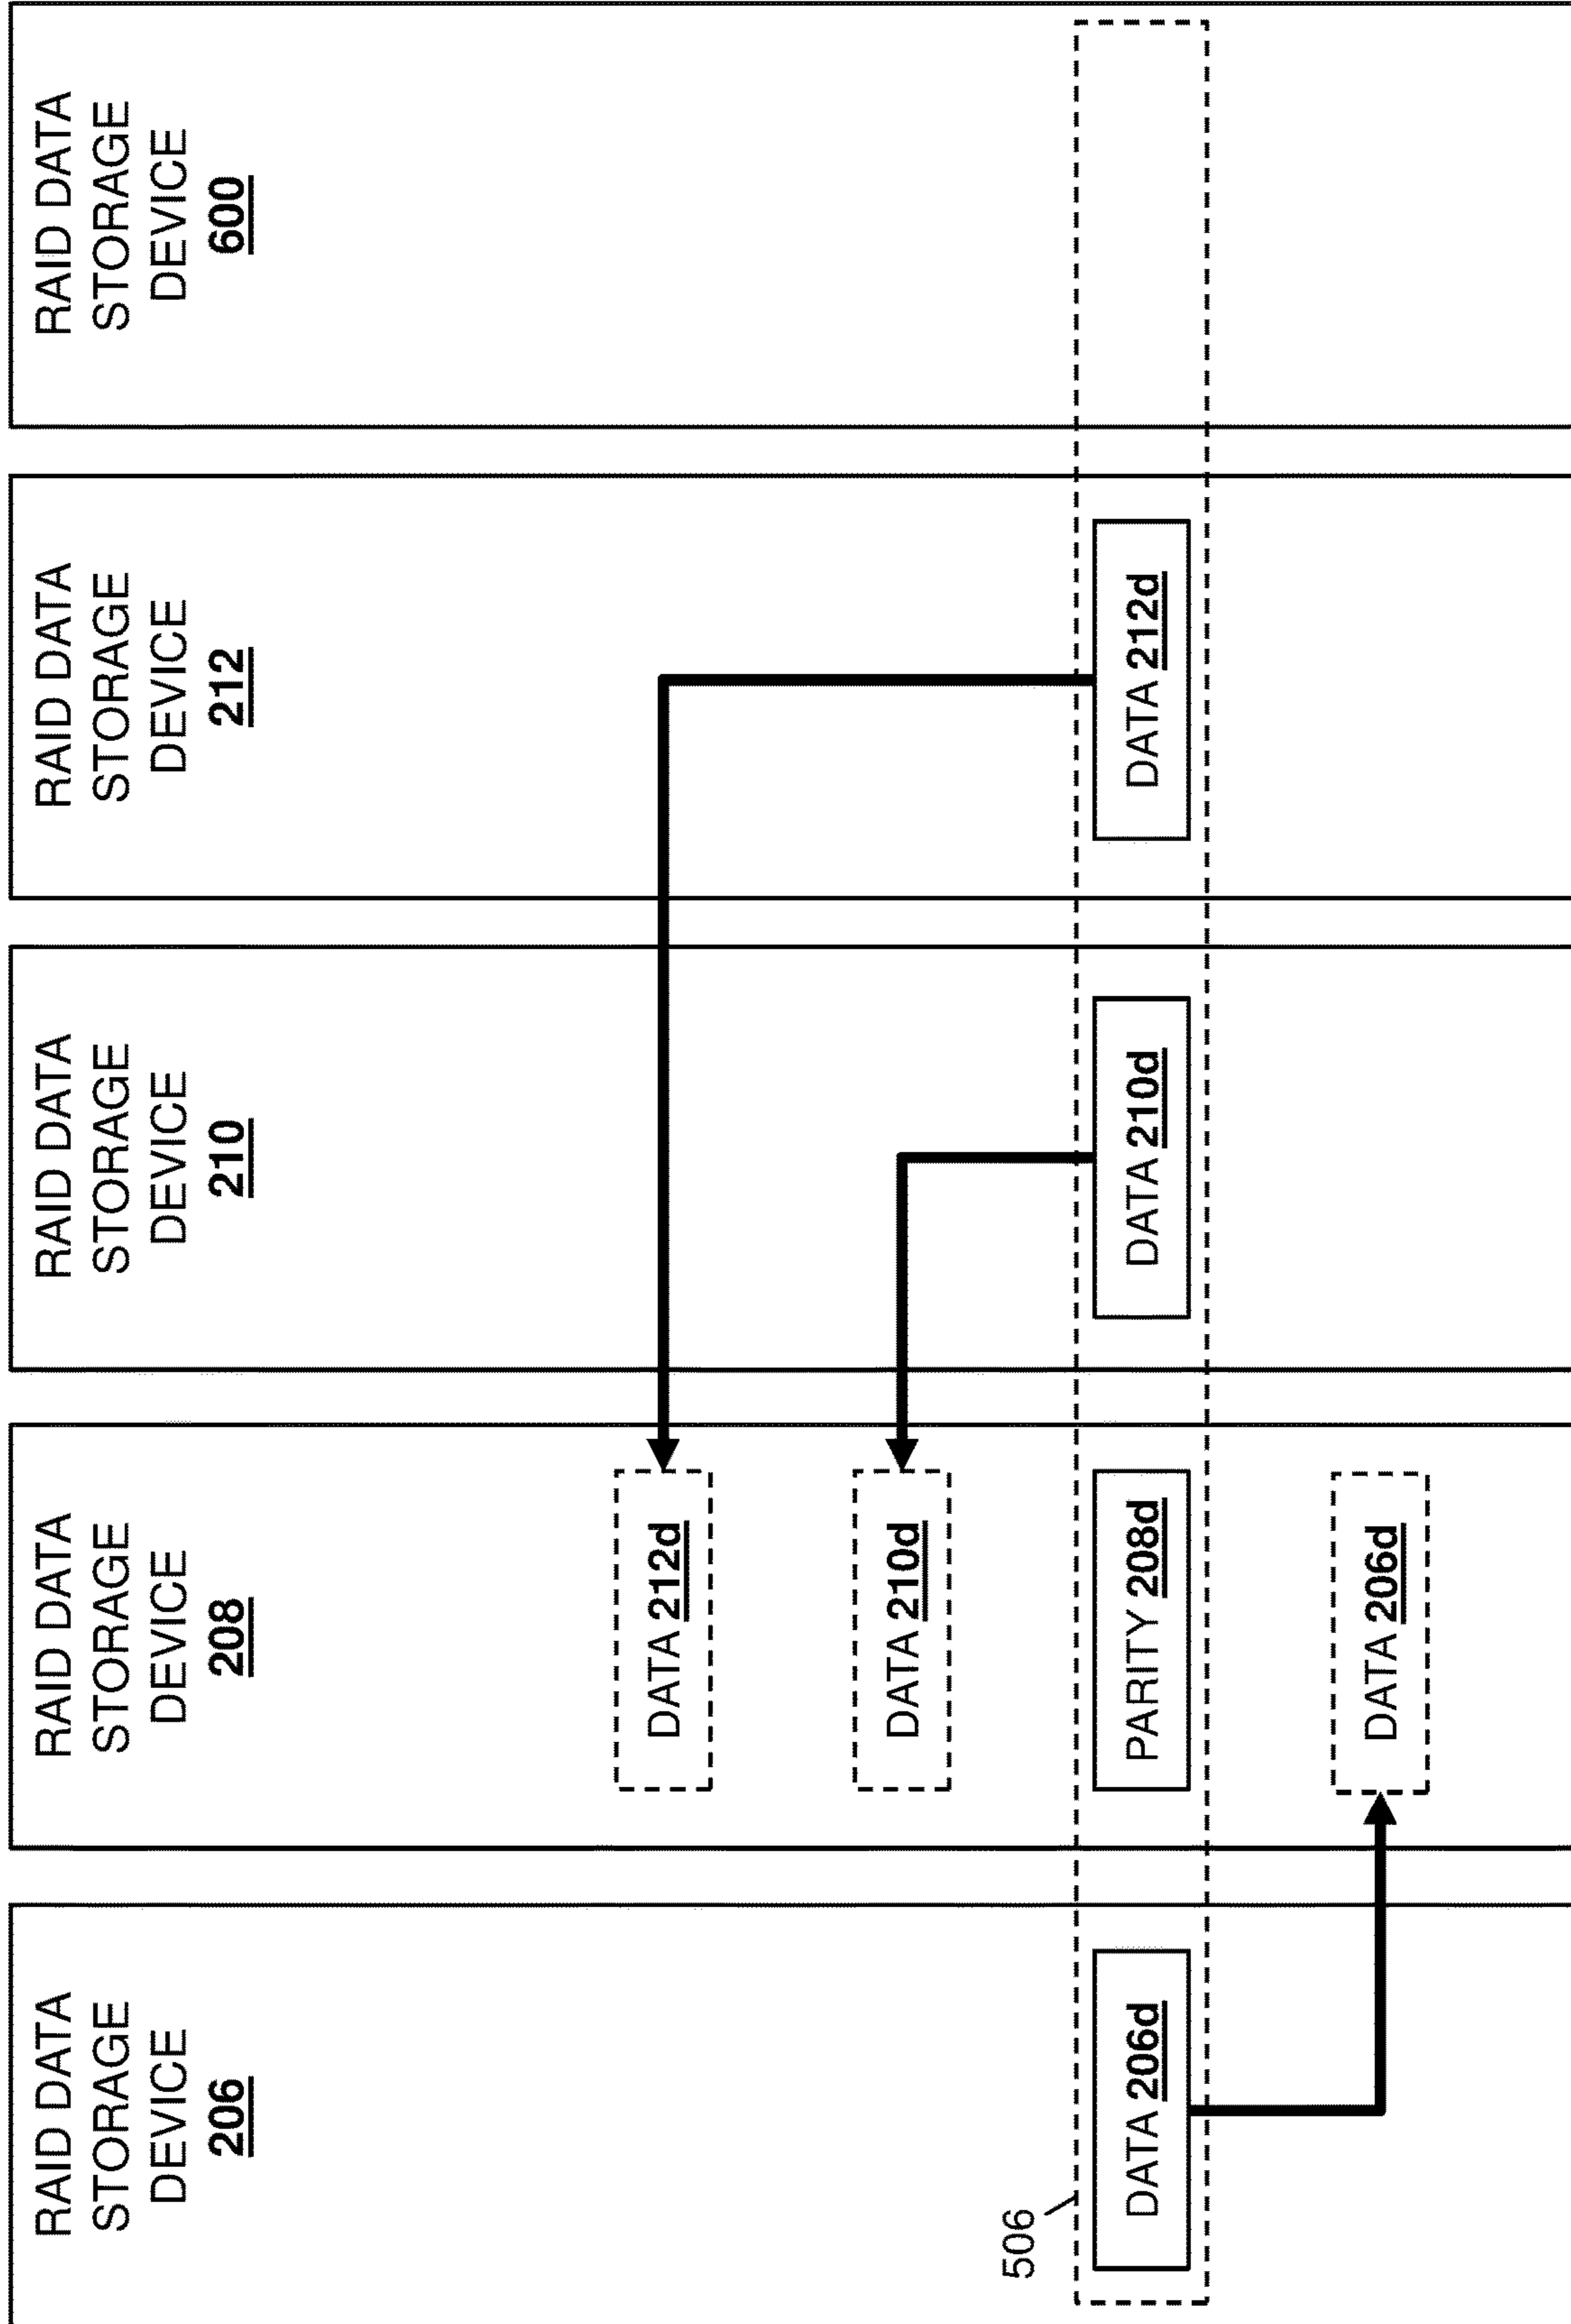 RAID DATA
STORAGE
DEVICE
206
RAID DATA
STORAGE
DEVICE
208
RAID DATA
STORAGE
DEVICE
210
RAID DATA
STORAGE
DEVICE
212
RAID DATA
STORAGE
DEVICE
600
DATA 212d
DATA 210d
506
DATA 206d
PARITY 208d
DATA 210d
DATA 212d
DATA 206d